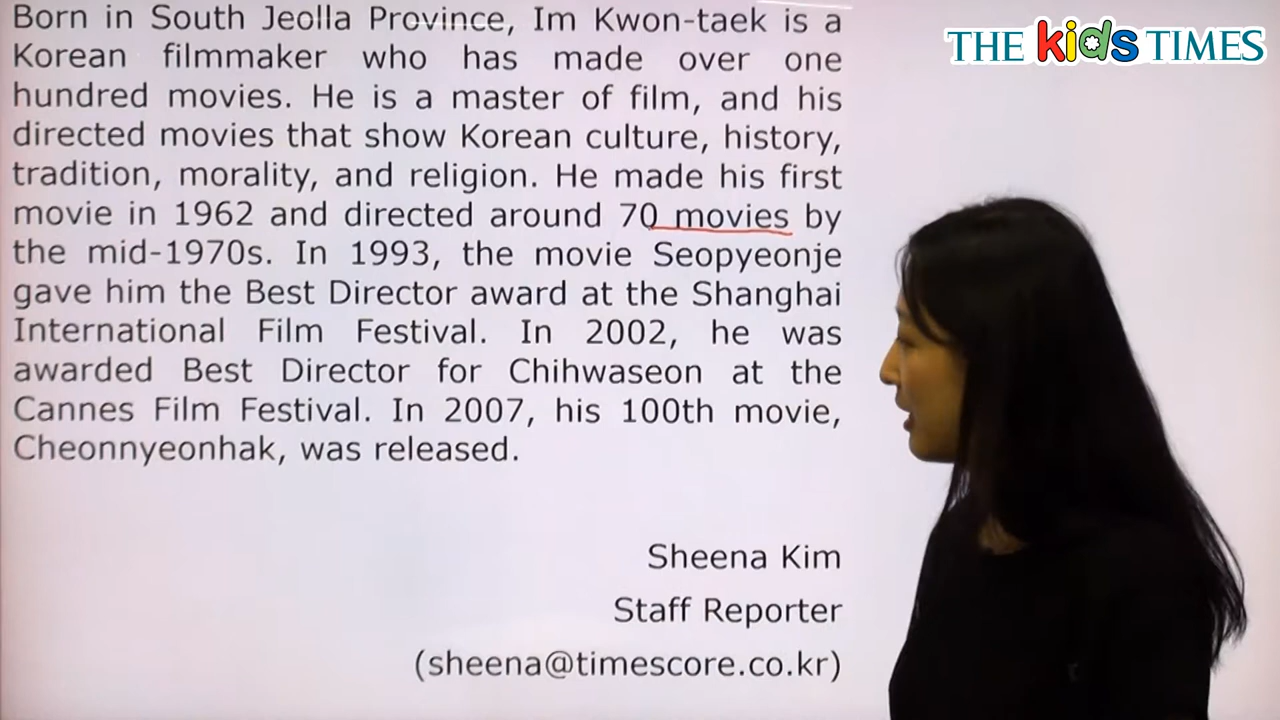 Born in South Jeolla Province, Im Kwon-taek is a
Korean filmmaker who has made over one
hundred movies. He is a master of film, and his
directed movies that show Korean culture, history,
tradition, morality, and religion. He made his first
movie in 1962 and directed around 70 movies by
the mid-1970s. In 1993, the movie Seopyeonje
gave him the Best Director award at the Shanghai
International Film Festival. In 2002, he was
awarded Best Director for Chihwaseon at the
Cannes Film Festival. In 2007, his 100th movie,
Cheonnyeonhak, was released.
Sheena Kim
Staff Reporter
(sheena@timescore.co.kr)
THE kids TIMES